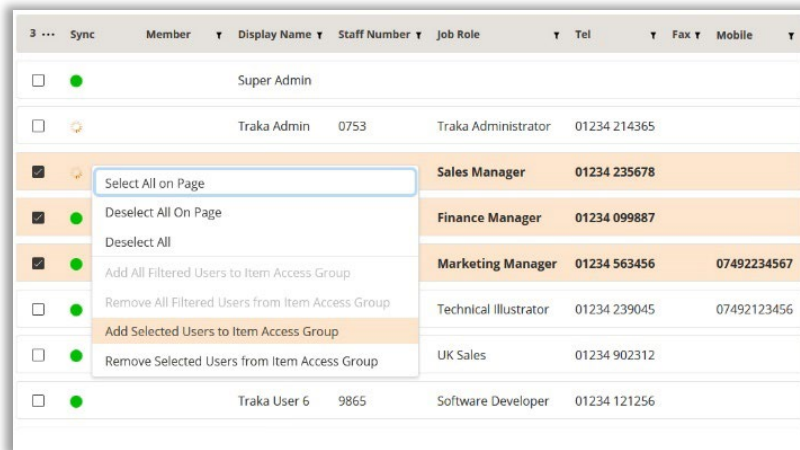 3 ... Sync Member Display Name Staff Number Job Role Tel Fax Mobile
Super Admin
Traka Admin 0753 Traka Administrator 01234 214365
Sales Manager 01234 235678
Select All on Page
Deselect All On Page
Finance Manager 01234 099887
Deselect All
Marketing Manager 01234 563456 07492234567
Add All Filtered Users to Item Access Group
Remove All Filtered Users from Item Access Group
Technical Illustrator 01234 239045 07492123456
Add Selected Users to Item Access Group
UK Sales 01234 902312
Remove Selected Users from Item Access Group
Traka User 6 9865 Software Developer 01234 121256